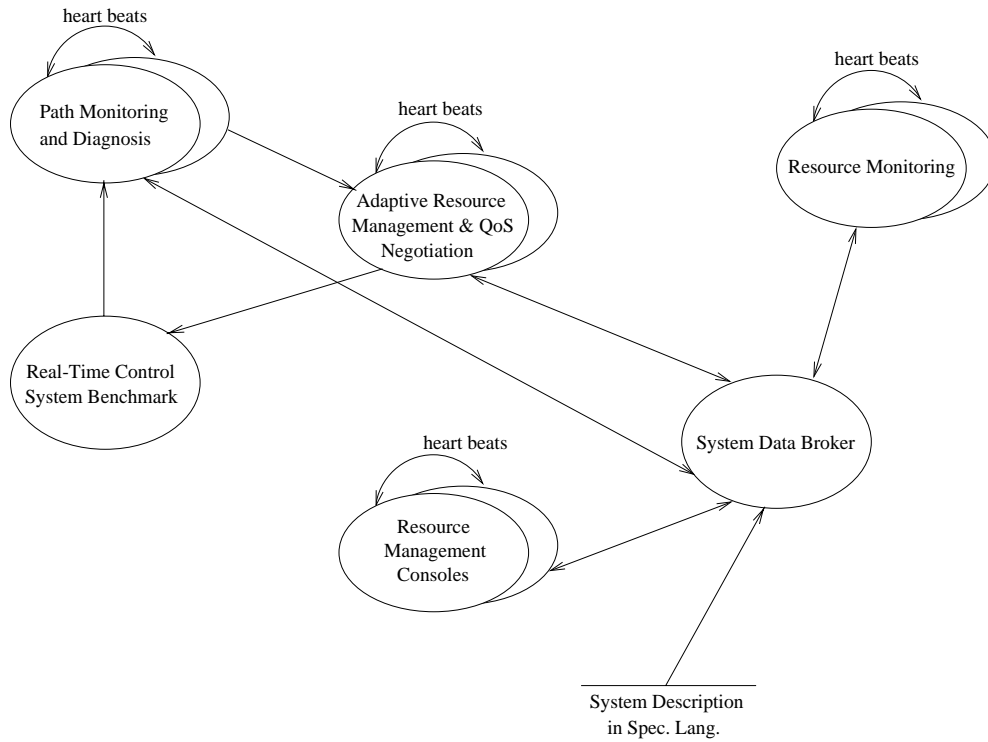 heart beats
Path Monitoring
and Diagnosis
heart beats
Adaptive Resource
Management & QoS
Negotiation
heart beats
Resource Monitoring
Real-Time Control
System Benchmark
System Data Broker
heart beats
Resource
Management
Consoles
System Description
in Spec. Lang.